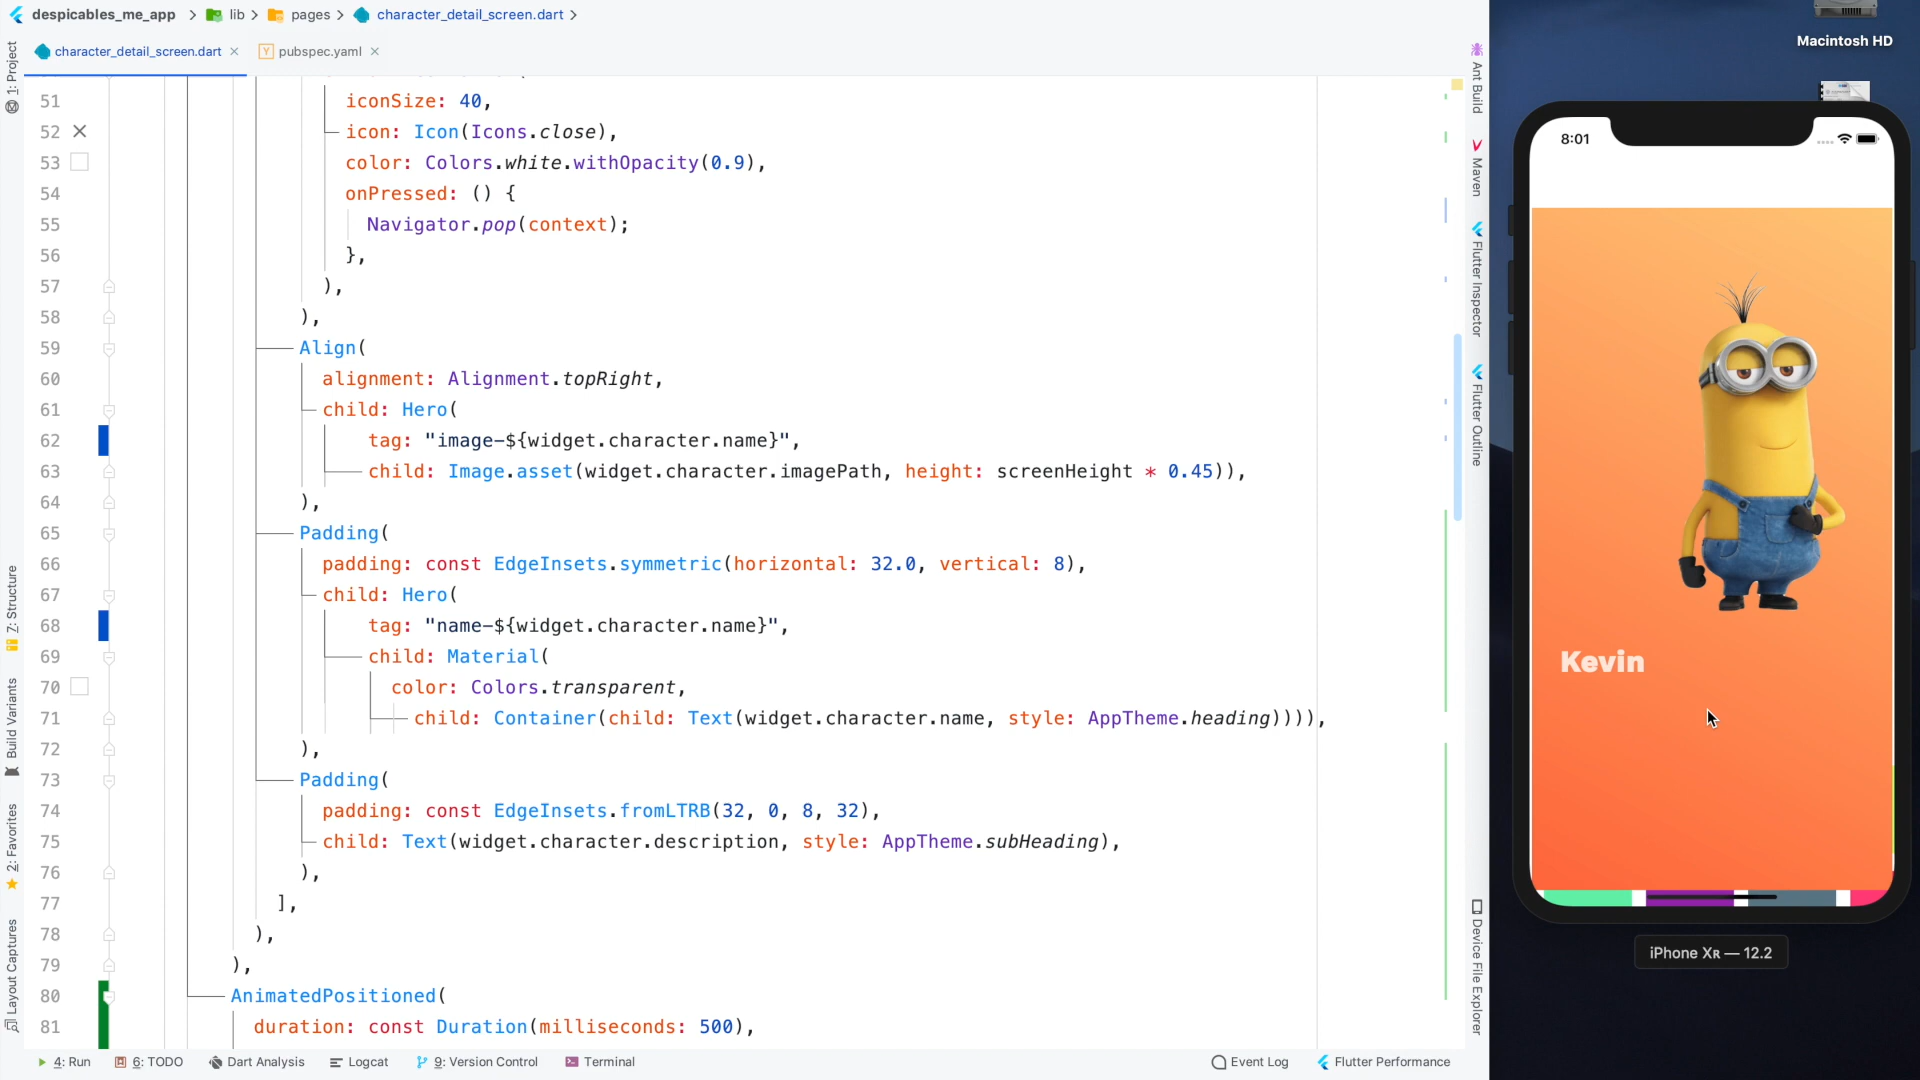 despicables_me_app > lib > pages > character_detail_screen.dart >
Macintosh HD
character_detail_screen.dart × pubspec.yaml ×
1: Project
7: Structure
Build Variants
2: Favorites
Layout Captures
51 iconSize: 40,
52 icon: Icon(Icons.close),
53 color: Colors.white.withOpacity(0.9),
54 onPressed: () {
55 Navigator.pop(context);
56 },
57 ),
58 ),
59 Align(
60 alignment: Alignment.topRight,
61 child: Hero(
62 tag: "image-${widget.character.name}",
63 child: Image.asset(widget.character.imagePath, height: screenHeight * 0.45)),
64 ),
65 Padding(
66 padding: const EdgeInsets.symmetric(horizontal: 32.0, vertical: 8),
67 child: Hero(
68 tag: "name-${widget.character.name}",
69 child: Material(
70 color: Colors.transparent,
71 child: Container(child: Text(widget.character.name, style: AppTheme.heading)))),
72 ),
73 Padding(
74 padding: const EdgeInsets.fromLTRB(32, 0, 8, 32),
75 child: Text(widget.character.description, style: AppTheme.subHeading),
76 ),
77 ],
78 ),
79 ),
80 AnimatedPositioned(
81 duration: const Duration(milliseconds: 500),
Ant Build
Maven
Flutter Inspector
Flutter Outline
Device File Explorer
8:01
Kevin
iPhone Xʀ — 12.2
4: Run 6: TODO Dart Analysis Logcat 9: Version Control Terminal Event Log Flutter Performance